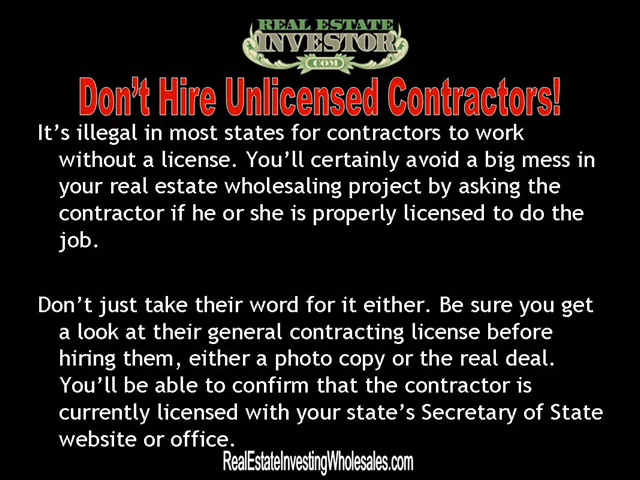 REAL ESTATE
INVESTOR
COM
Don't Hire Unlicensed Contractors!
It's illegal in most states for contractors to work
without a license. You'll certainly avoid a big mess in
your real estate wholesaling project by asking the
contractor if he or she is properly licensed to do the
job.
Don't just take their word for it either. Be sure you get
a look at their general contracting license before
hiring them, either a photo copy or the real deal.
You'll be able to confirm that the contractor is
currently licensed with your state's Secretary of State
website or office.
RealEstateInvestingWholesales.com